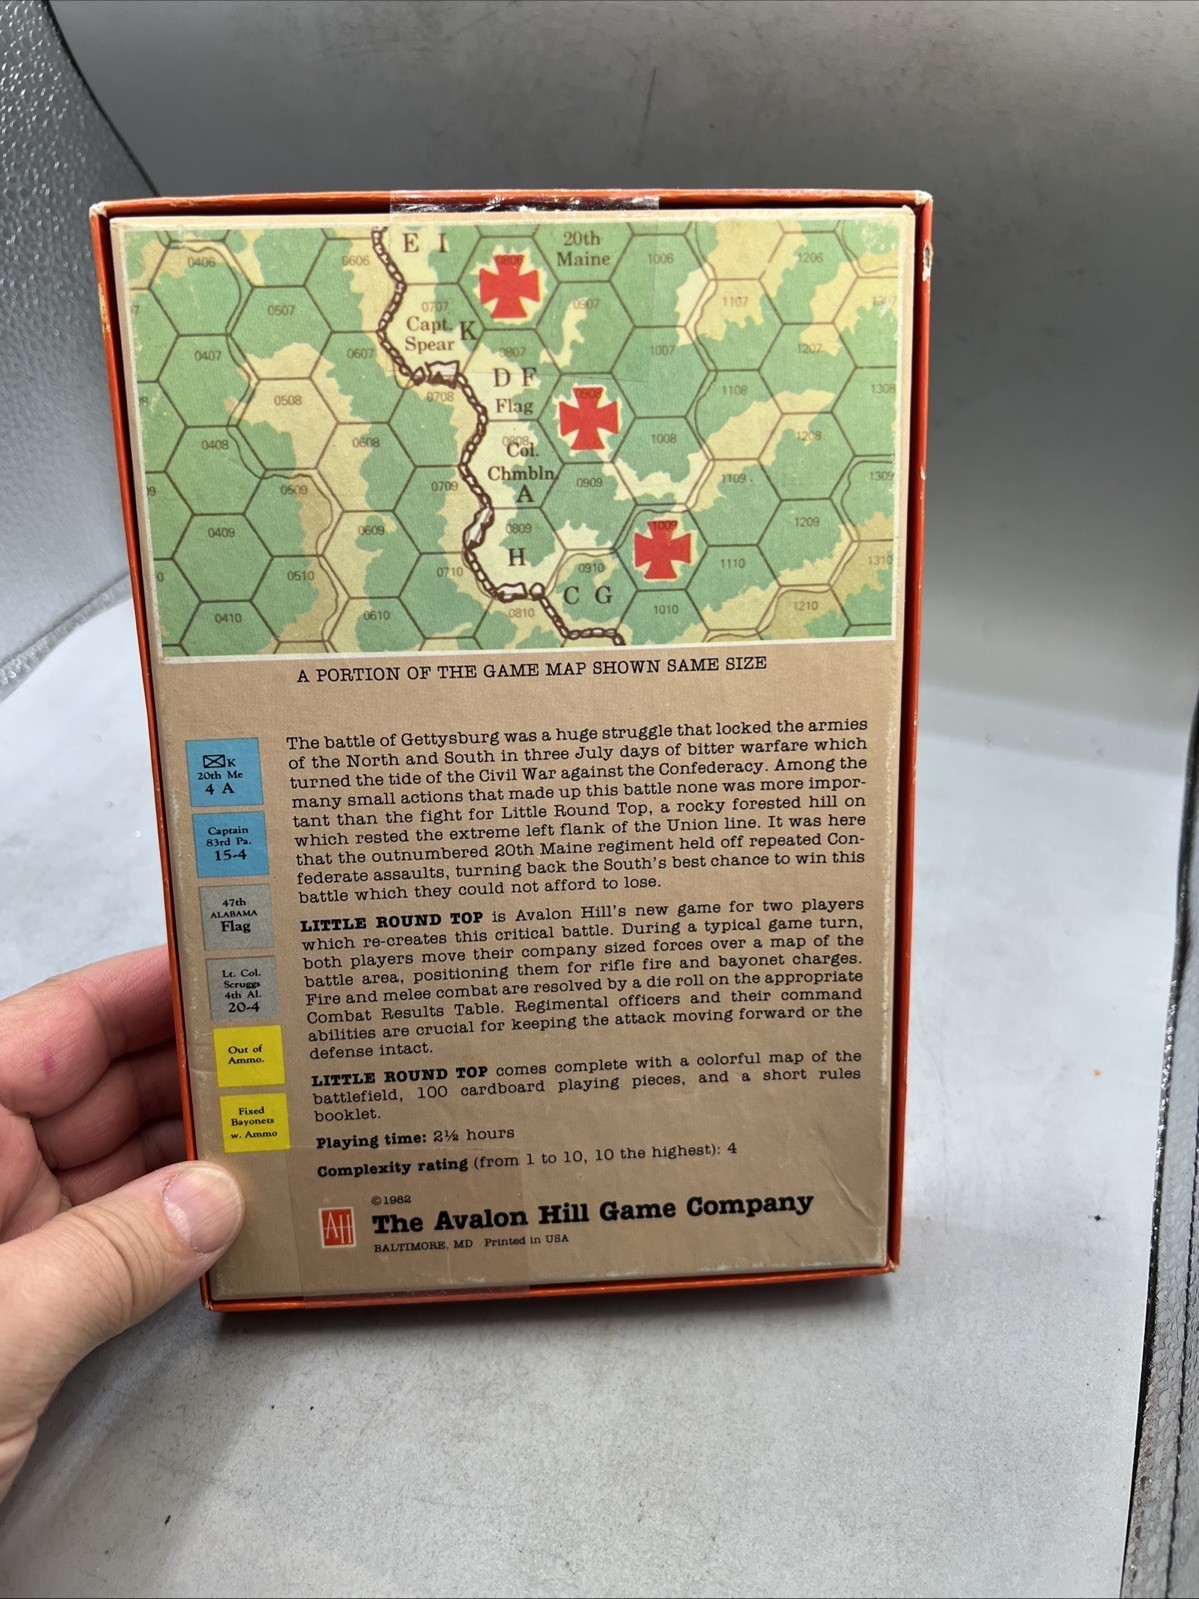 E I
20th
Maine
0406
0606
0806
1006
1206
0507
0707
0907
1107
Capt.
Spear
K
0407
0607
0807
1007
1207
D F
Flag
0508
0708
0908
1108
1308
0408
0608
0808
1008
1208
Col.
Chmbln.
A
0509
0709
0909
1109
1309
0409
0609
0809
1009
1209
H
0510
0710
0910
1110
1310
C G
0410
0610
0810
1010
1210
A PORTION OF THE GAME MAP SHOWN SAME SIZE
K
20th Me
4 A
Captain
83rd Pa.
15-4
47th
ALABAMA
Flag
Lt. Col.
Scruggs
4th Al.
20-4
Out of
Ammo.
Fixed
Bayonets
w. Ammo
The battle of Gettysburg was a huge struggle that locked the armies
of the North and South in three July days of bitter warfare which
turned the tide of the Civil War against the Confederacy. Among the
many small actions that made up this battle none was more impor-
tant than the fight for Little Round Top, a rocky forested hill on
which rested the extreme left flank of the Union line. It was here
that the outnumbered 20th Maine regiment held off repeated Con-
federate assaults, turning back the South's best chance to win this
battle which they could not afford to lose.
LITTLE ROUND TOP is Avalon Hill's new game for two players
which re-creates this critical battle. During a typical game turn,
both players move their company sized forces over a map of the
battle area, positioning them for rifle fire and bayonet charges.
Fire and melee combat are resolved by a die roll on the appropriate
Combat Results Table. Regimental officers and their command
abilities are crucial for keeping the attack moving forward or the
defense intact.
LITTLE ROUND TOP comes complete with a colorful map of the
battlefield, 100 cardboard playing pieces, and a short rules
booklet.
Playing time: 2½ hours
Complexity rating (from 1 to 10, 10 the highest): 4
©1982
AH
The Avalon Hill Game Company
BALTIMORE, MD Printed in USA